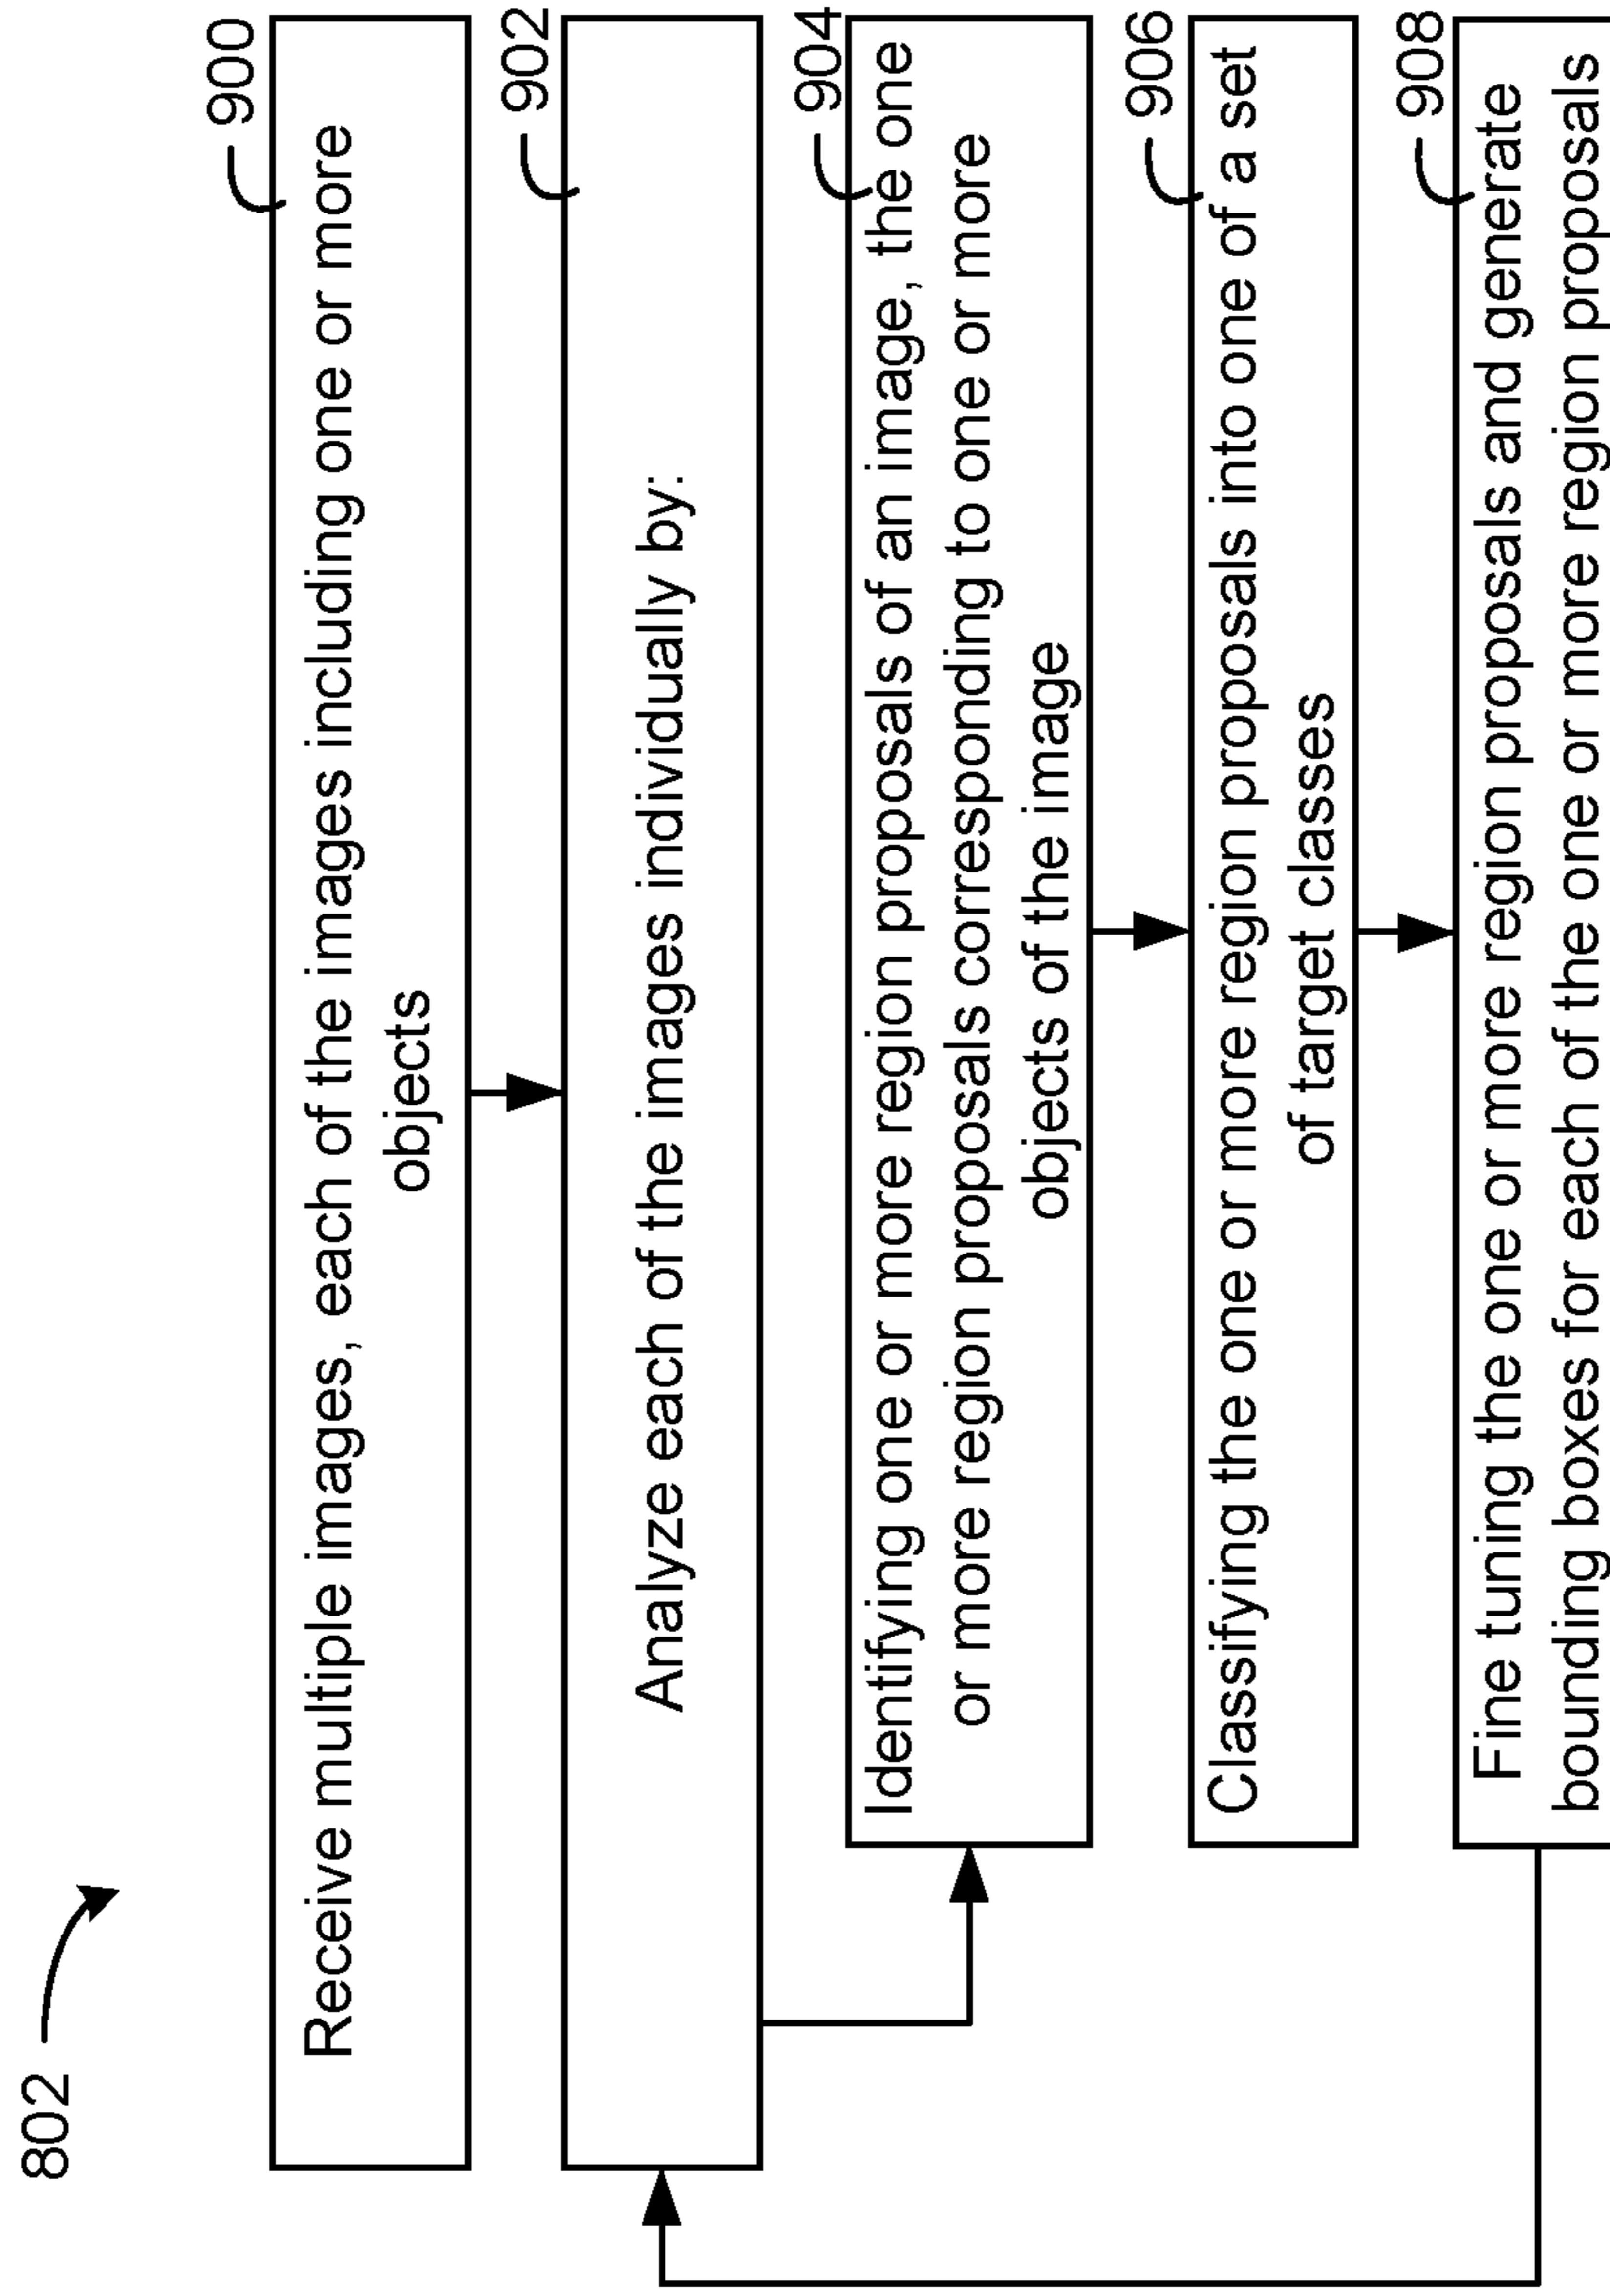 802
900
Receive multiple images, each of the images including one or more
objects
902
Analyze each of the images individually by:
904
Identifying one or more region proposals of an image, the one
or more region proposals corresponding to one or more
objects of the image
906
Classifying the one or more region proposals into one of a set
of target classes
908
Fine tuning the one or more region proposals and generate
bounding boxes for each of the one or more region proposals